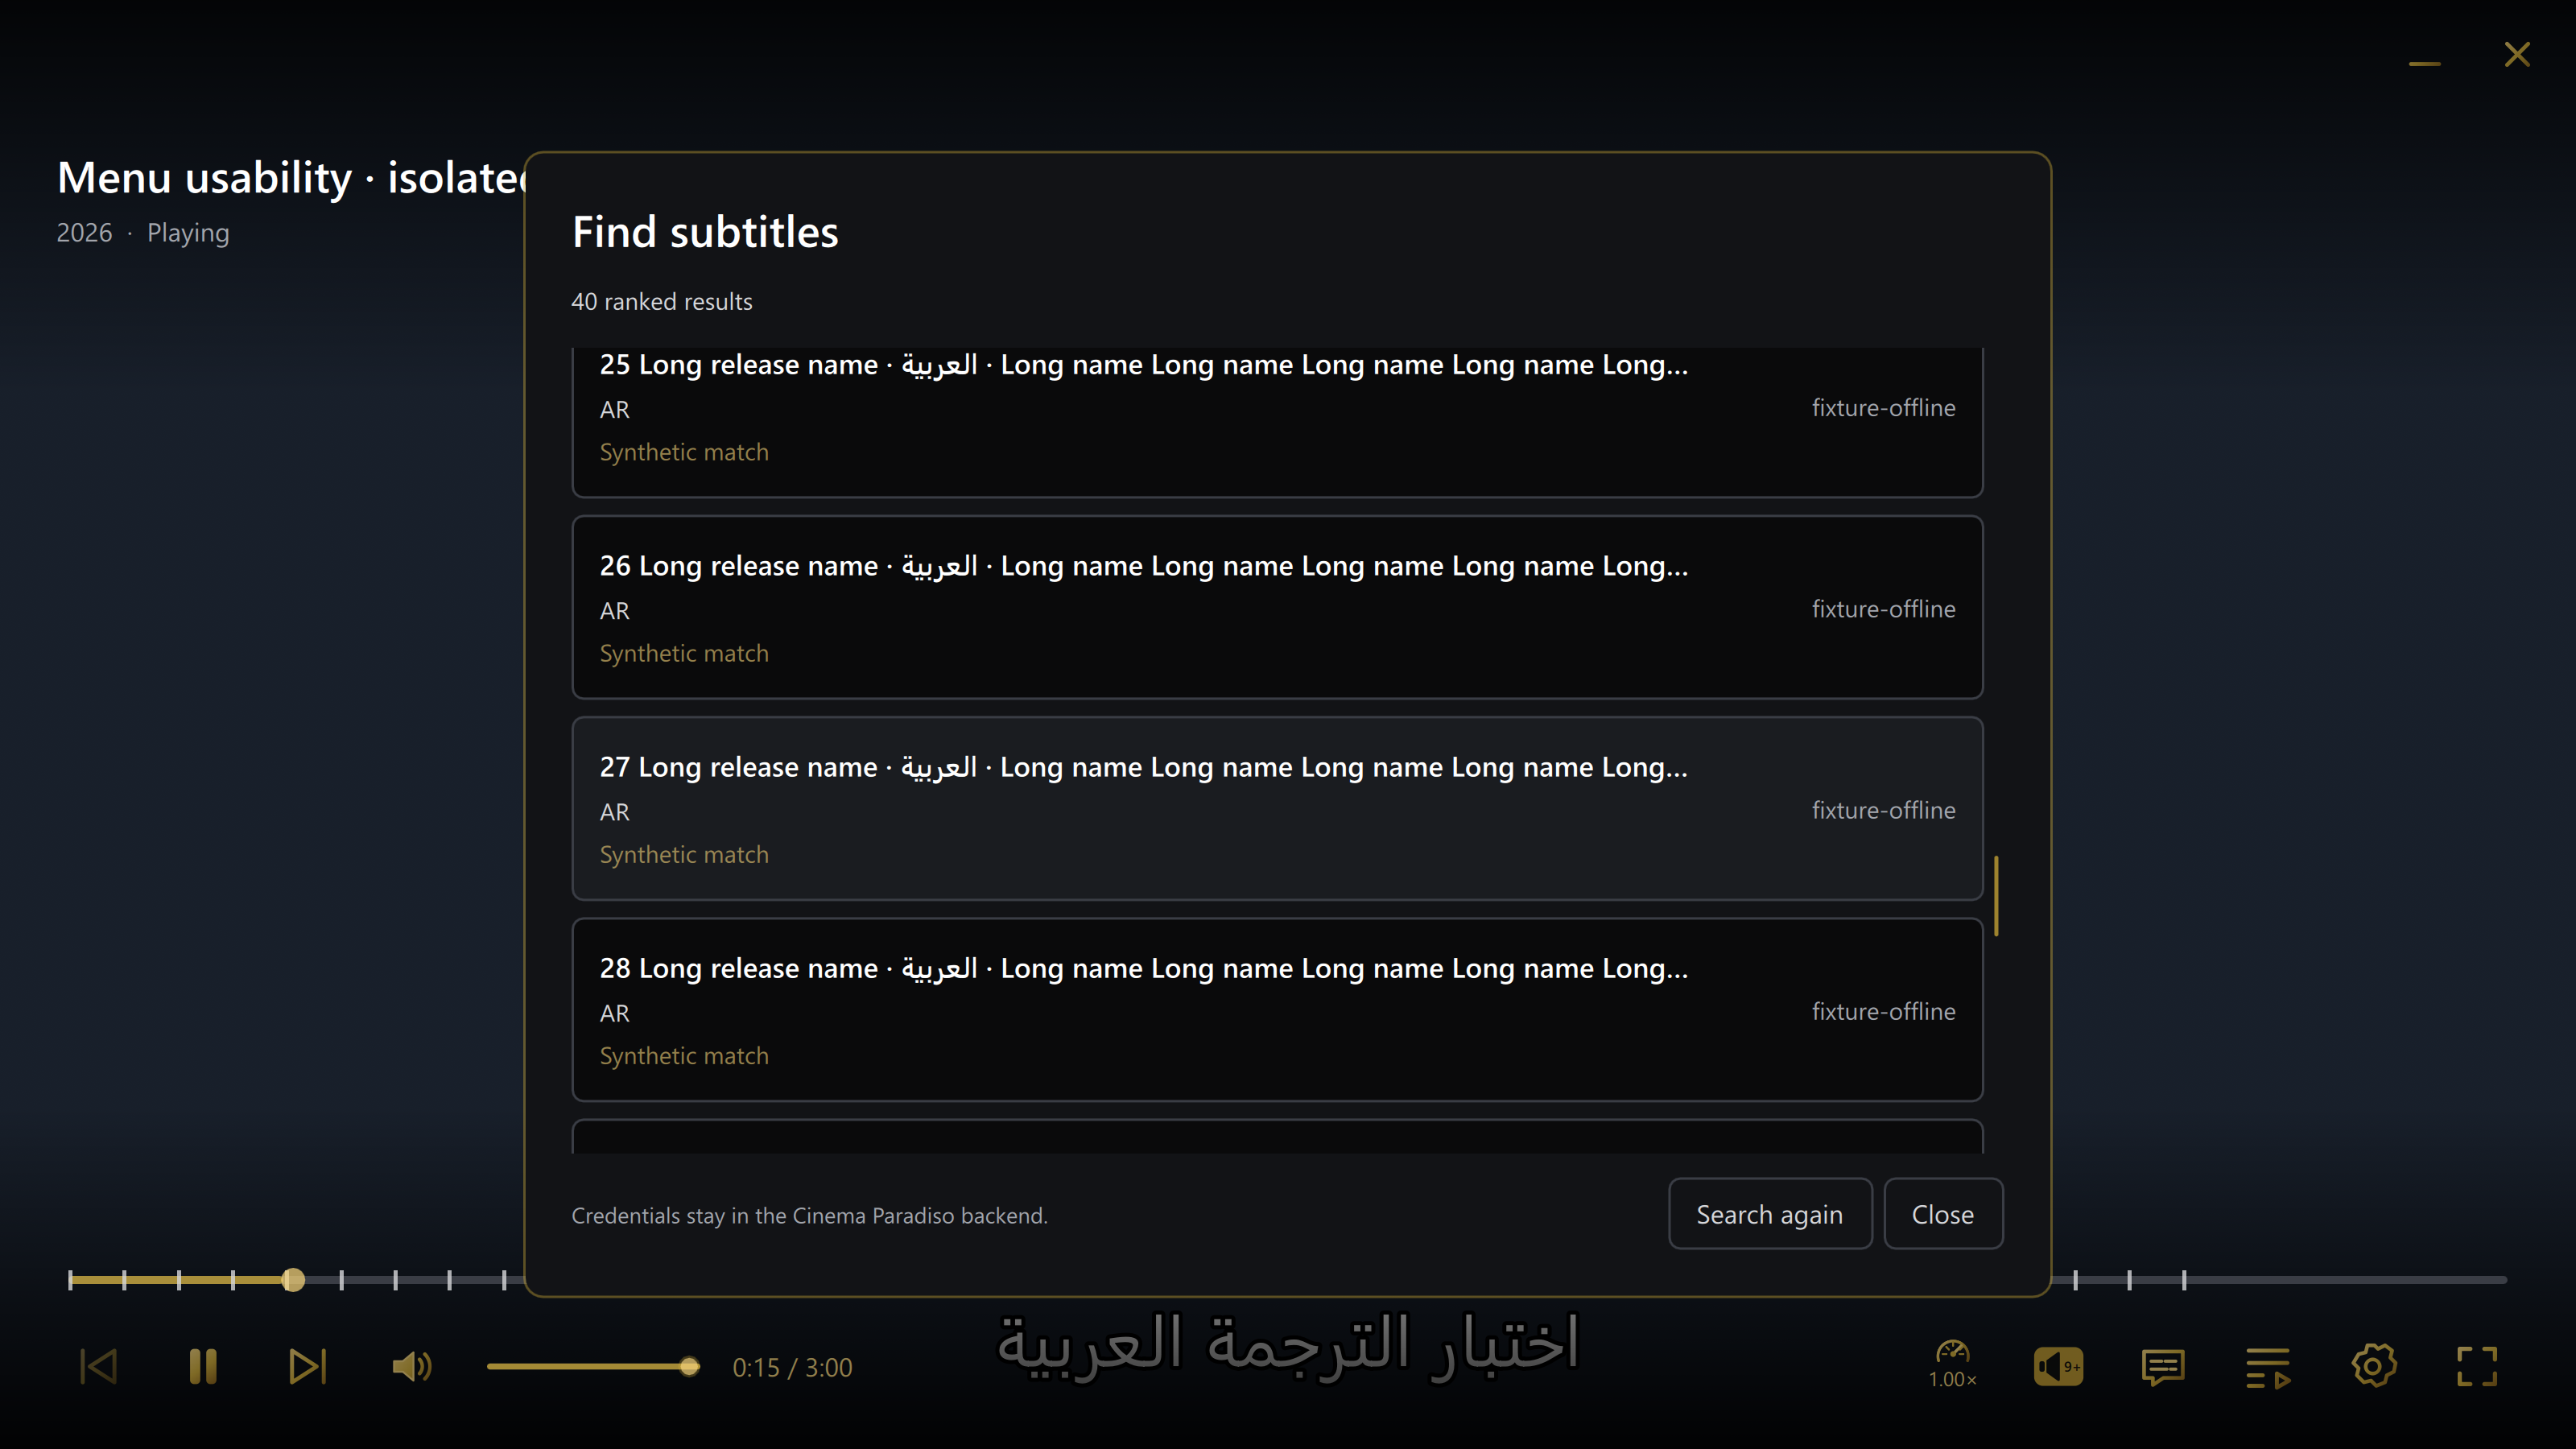 Menu usability · isolated
2026 · Playing
Find subtitles
40 ranked results
25 Long release name · العربية · Long name Long name Long name Long name Long...
AR
fixture-offline
Synthetic match
26 Long release name · العربية · Long name Long name Long name Long name Long...
AR
fixture-offline
Synthetic match
27 Long release name · العربية · Long name Long name Long name Long name Long...
AR
fixture-offline
Synthetic match
28 Long release name · العربية · Long name Long name Long name Long name Long...
AR
fixture-offline
Synthetic match
Credentials stay in the Cinema Paradiso backend.
Search again
Close
اختبار الترجمة العربية
0:15 / 3:00
1.00×
9+